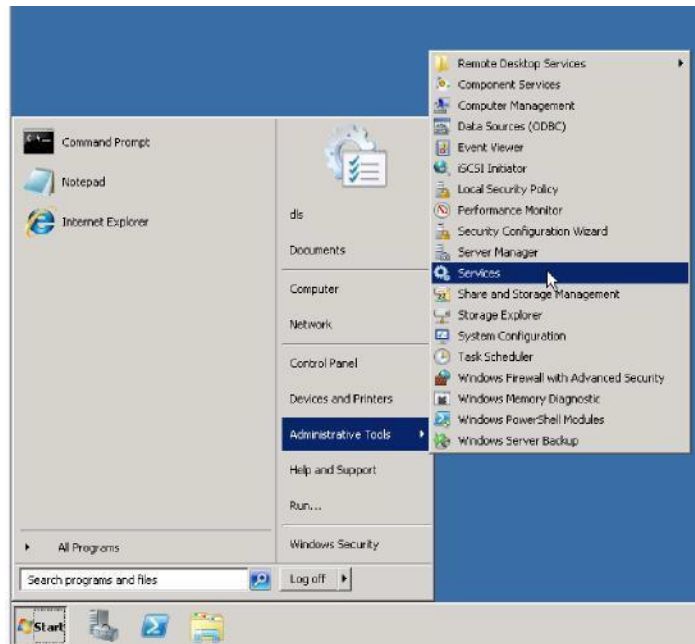 Command Prompt
Notepad
Internet Explorer
All Programs
Search programs and files
dls
Documents
Computer
Network
Control Panel
Devices and Printers
Administrative Tools
Help and Support
Run...
Windows Security
Log off
Remote Desktop Services
Component Services
Computer Management
Data Sources (ODBC)
Event Viewer
iSCSI Initiator
Local Security Policy
Performance Monitor
Security Configuration Wizard
Server Manager
Services
Share and Storage Management
Storage Explorer
System Configuration
Task Scheduler
Windows Firewall with Advanced Security
Windows Memory Diagnostic
Windows PowerShell Modules
Windows Server Backup
Start